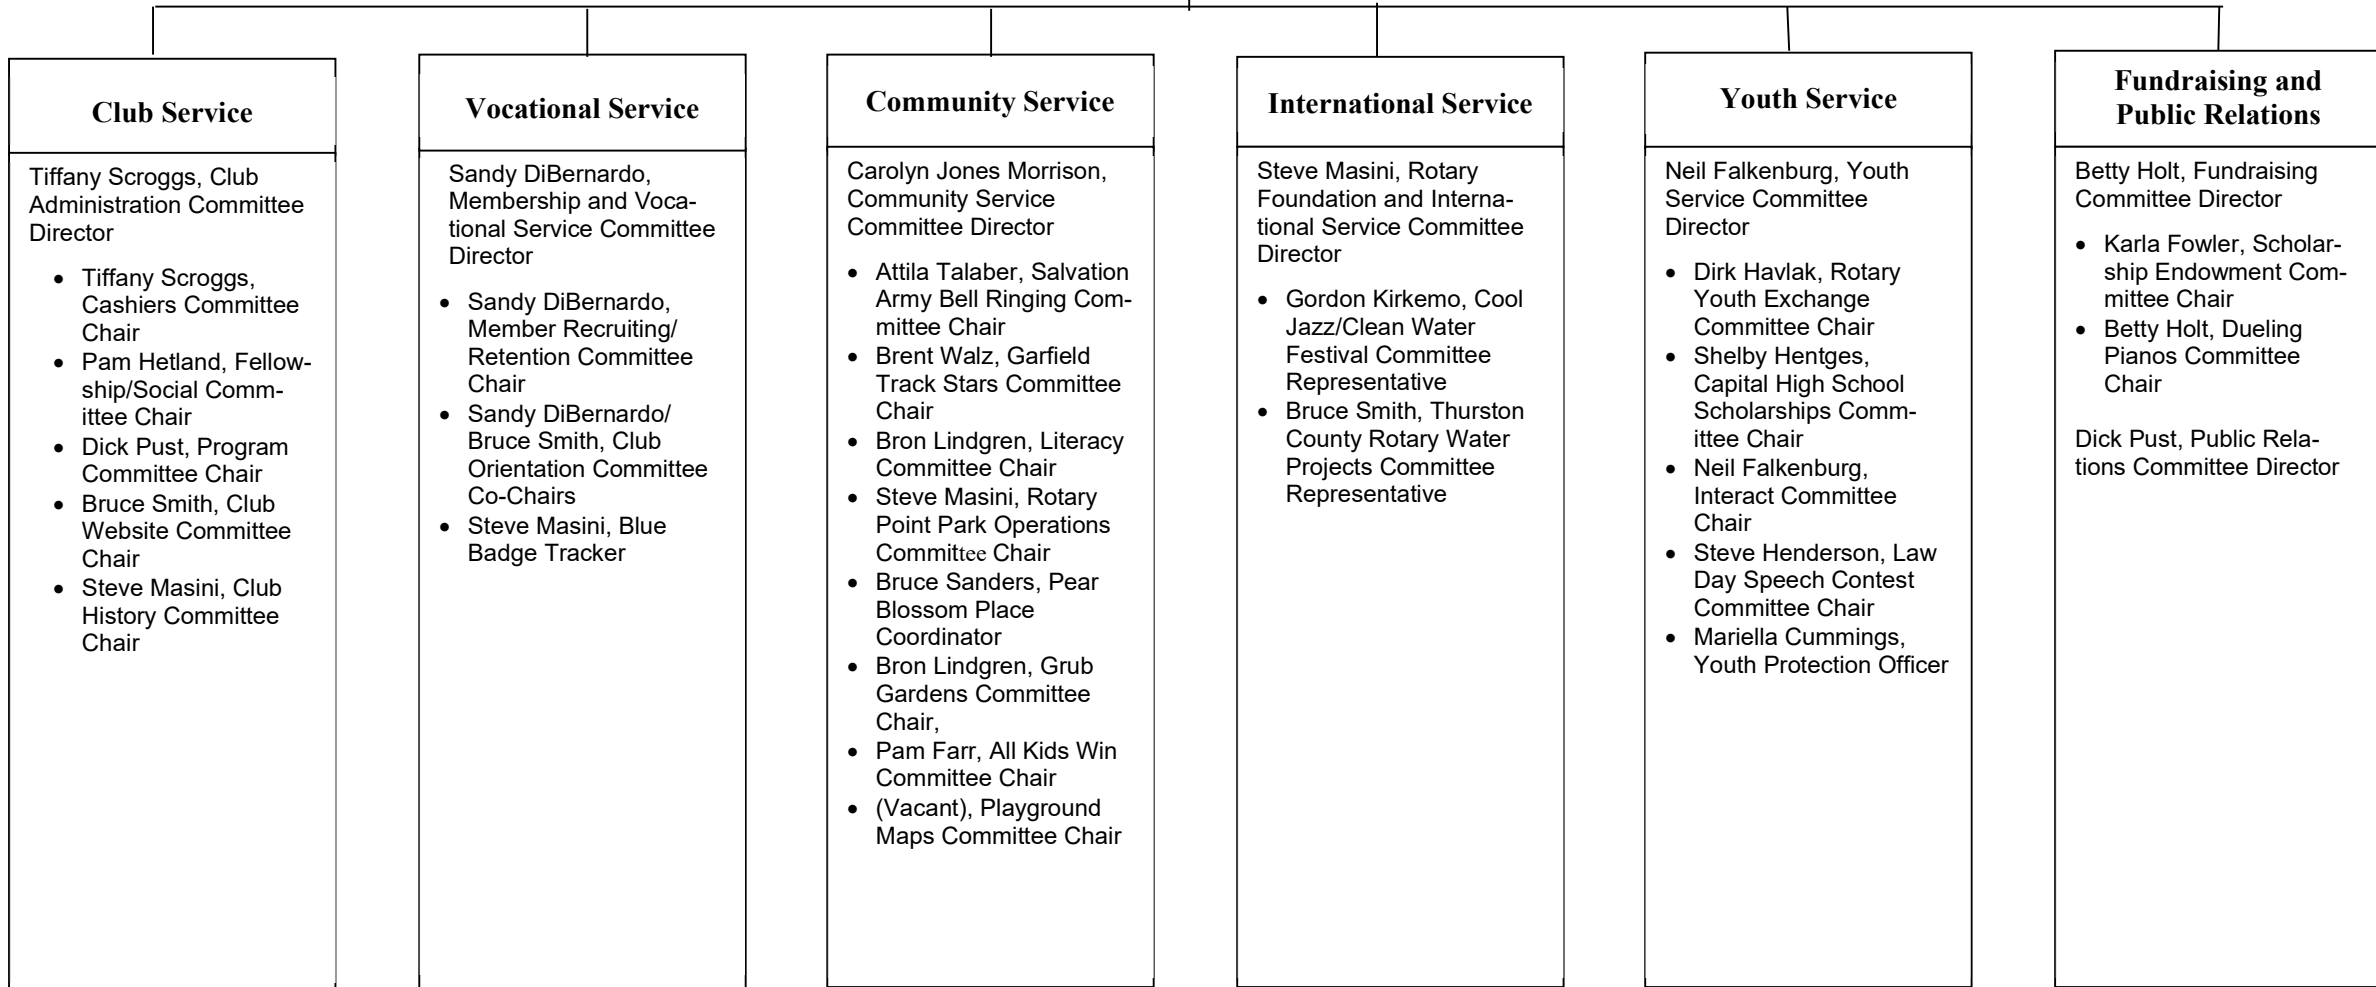 Club Service
Tiffany Scroggs, Club
Administration Committee
Director
• Tiffany Scroggs,
Cashiers Committee
Chair
• Pam Hetland, Fellow-
ship/Social Comm-
ittee Chair
• Dick Pust, Program
Committee Chair
• Bruce Smith, Club
Website Committee
Chair
• Steve Masini, Club
History Committee
Chair
Vocational Service
Sandy DiBernardo,
Membership and Voca-
tional Service Committee
Director
• Sandy DiBernardo,
Member Recruiting/
Retention Committee
Chair
• Sandy DiBernardo/
Bruce Smith, Club
Orientation Committee
Co-Chairs
• Steve Masini, Blue
Badge Tracker
Community Service
Carolyn Jones Morrison,
Community Service
Committee Director
• Attila Talaber, Salvation
Army Bell Ringing Com-
mittee Chair
• Brent Walz, Garfield
Track Stars Committee
Chair
• Bron Lindgren, Literacy
Committee Chair
• Steve Masini, Rotary
Point Park Operations
Committee Chair
• Bruce Sanders, Pear
Blossom Place
Coordinator
• Bron Lindgren, Grub
Gardens Committee
Chair,
• Pam Farr, All Kids Win
Committee Chair
• (Vacant), Playground
Maps Committee Chair
International Service
Steve Masini, Rotary
Foundation and Interna-
tional Service Committee
Director
• Gordon Kirkemo, Cool
Jazz/Clean Water
Festival Committee
Representative
• Bruce Smith, Thurston
County Rotary Water
Projects Committee
Representative
Youth Service
Neil Falkenburg, Youth
Service Committee
Director
• Dirk Havlak, Rotary
Youth Exchange
Committee Chair
• Shelby Hentges,
Capital High School
Scholarships Comm-
ittee Chair
• Neil Falkenburg,
Interact Committee
Chair
• Steve Henderson, Law
Day Speech Contest
Committee Chair
• Mariella Cummings,
Youth Protection Officer
Fundraising and
Public Relations
Betty Holt, Fundraising
Committee Director
• Karla Fowler, Scholar-
ship Endowment Com-
mittee Chair
• Betty Holt, Dueling
Pianos Committee
Chair
Dick Pust, Public Rela-
tions Committee Director